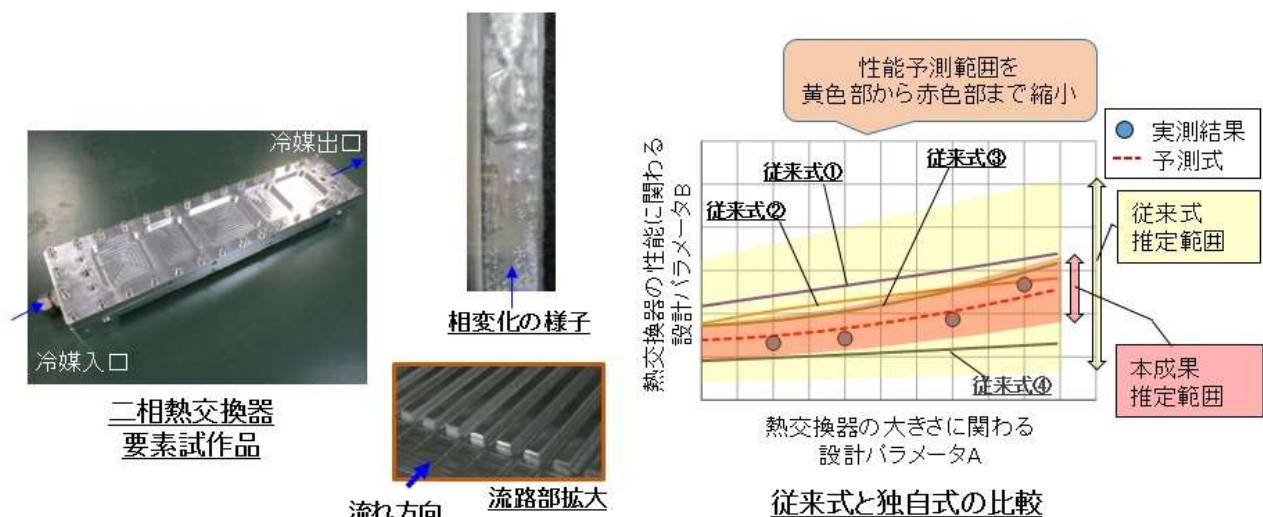 冷媒出口
冷媒入口
二相熱交換器
要素試作品
相変化の様子
流れ方向
流路部拡大
性能予測範囲を
黄色部から赤色部まで縮小
熱交換器の性能に関わる
設計パラメータB
従来式①
従来式②
従来式③
従来式④
実測結果
予測式
従来式
推定範囲
本成果
推定範囲
熱交換器の大きさに関わる
設計パラメータA
従来式と独自式の比較